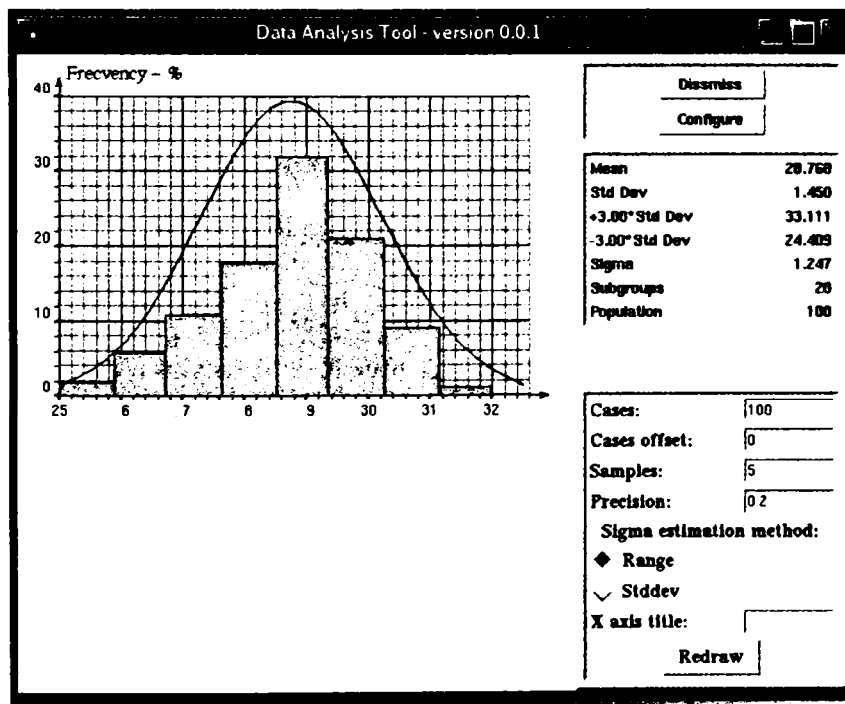 Data Analysis Tool - version 0.0.1
Frecvency - %
40
30
20
10
0
25 6 7 8 9 30 31 32
Dissmiss
Configure
Mean 28.760
Std Dev 1.450
+3.00*Std Dev 33.111
-3.00*Std Dev 24.409
Sigma 1.247
Subgroups 20
Population 100
Cases: 100
Cases offset: 0
Samples: 5
Precision: 0.2
Sigma estimation method:
Range
Stddev
X axis title:
Redraw